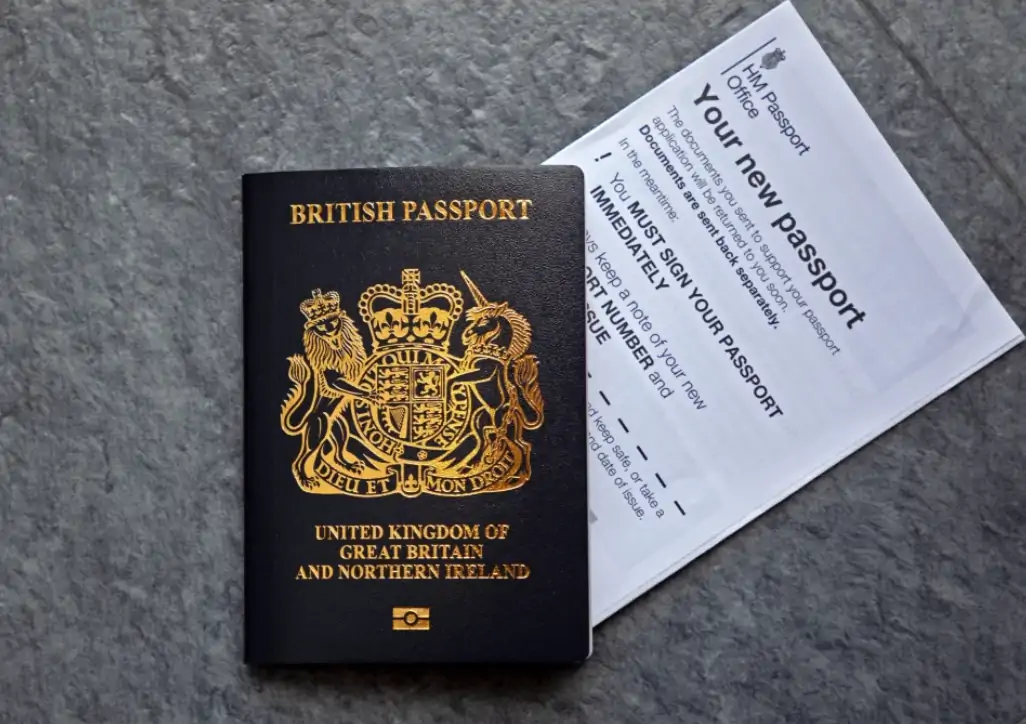 BRITISH PASSPORT
QUI
DIEU ET MON DROIT
UNITED KINGDOM OF
GREAT BRITAIN
AND NORTHERN IRELAND
HM Passport
Office
Your new passport
The documents you sent to support your passport
application will be returned to you soon.
Documents are sent back separately.
In the meantime:
! You MUST SIGN YOUR PASSPORT
IMMEDIATELY
keep a note of your new
NUMBER and
keep safe, or take a
date of issue.